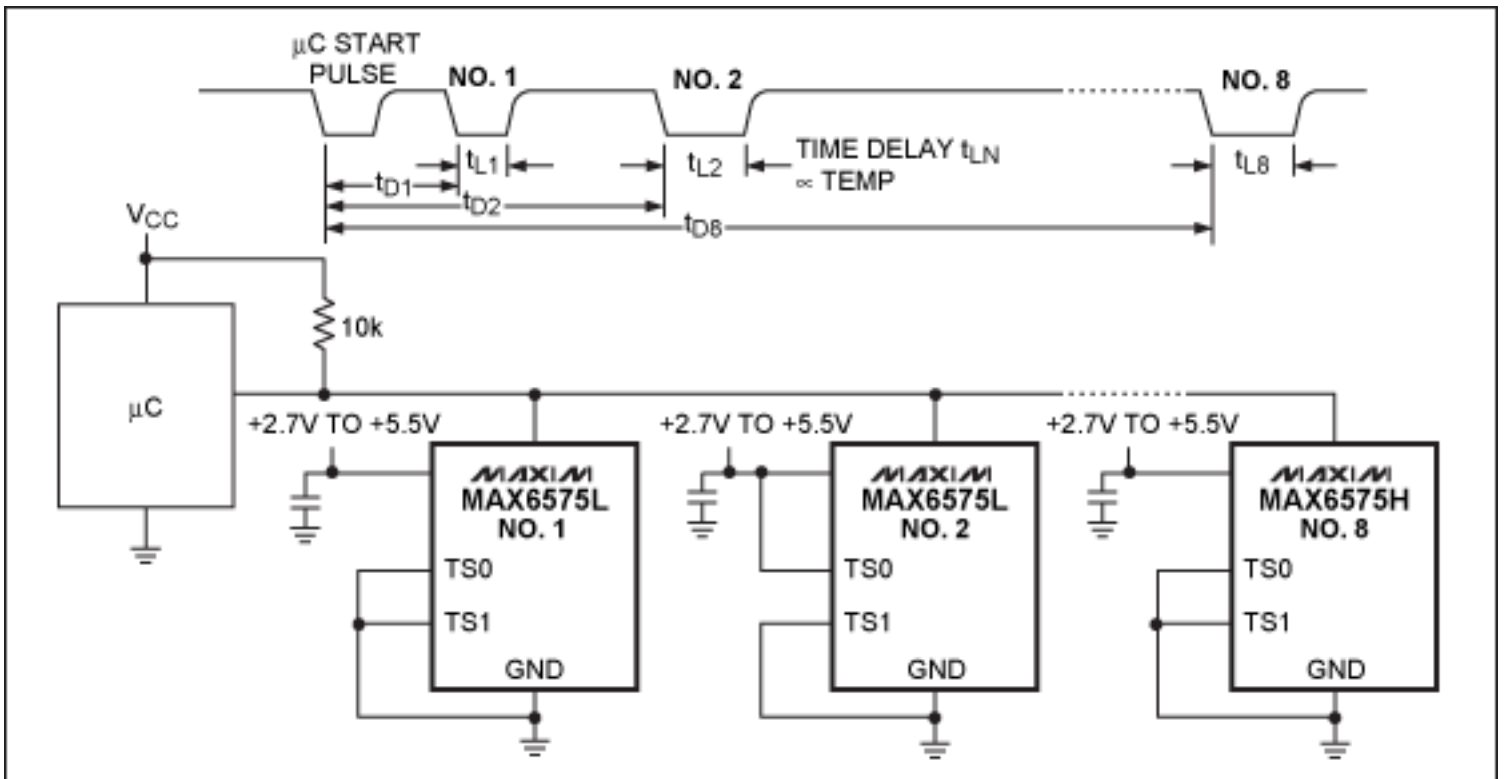 µC START
PULSE
NO. 1
NO. 2
NO. 8
tL1
tL2
TIME DELAY tLN
∝ TEMP
tL8
tD1
tD2
tD8
VCC
10k
µC
+2.7V TO +5.5V
+2.7V TO +5.5V
+2.7V TO +5.5V
MAXIM
MAX6575L
NO. 1
TS0
TS1
GND
MAXIM
MAX6575L
NO. 2
TS0
TS1
GND
MAXIM
MAX6575H
NO. 8
TS0
TS1
GND